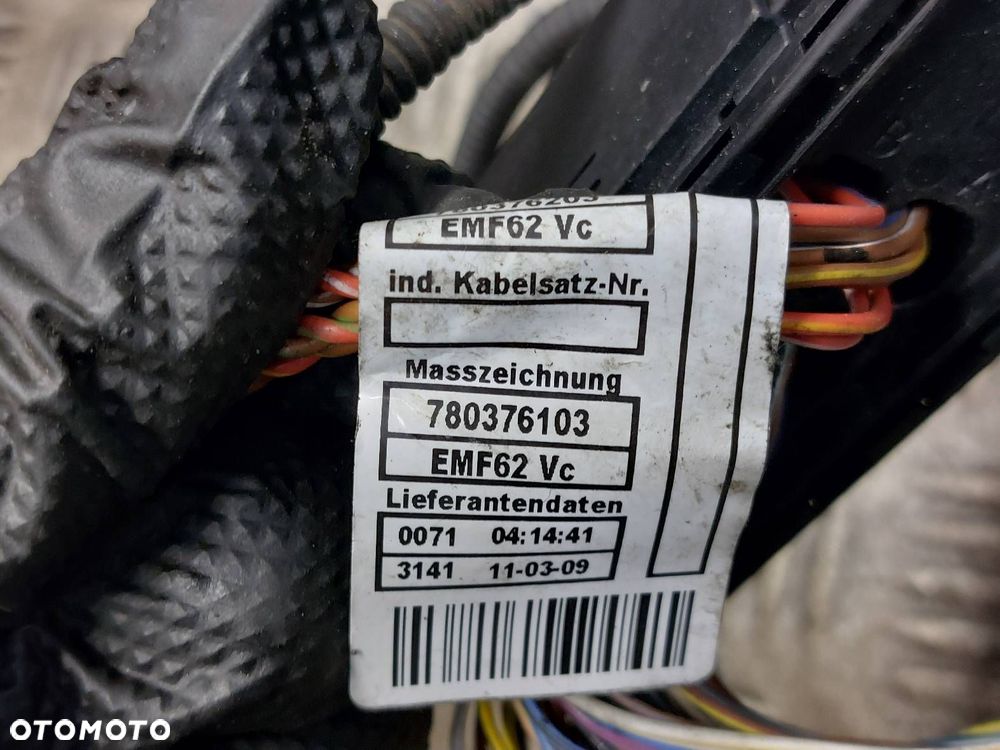 EMF62 Vc
ind. Kabelsatz-Nr.
Masszeichnung
780376103
EMF62 Vc
Lieferantendaten
0071 04:14:41
3141 11-03-09
OTOMOTO